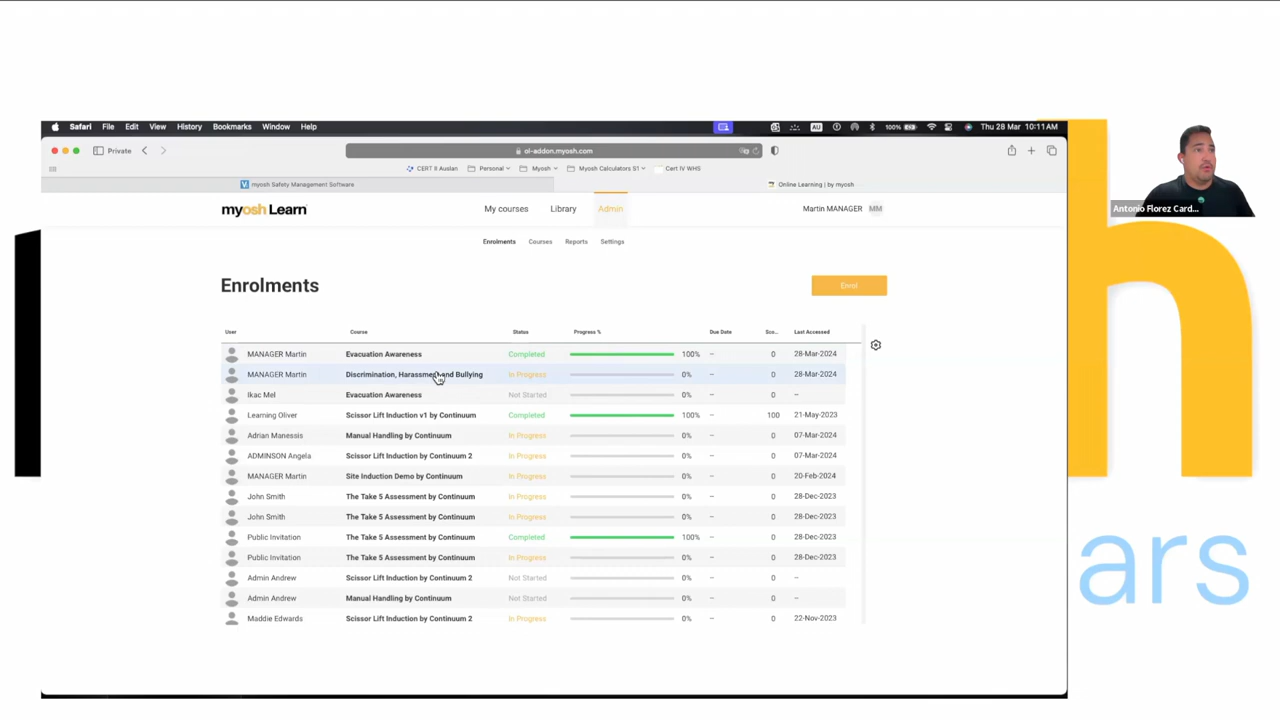 Safari File Edit View History Bookmarks Window Help AU 100% Thu 28 Mar 10:11 AM
Private ol-addon.myosh.com
CERT II Auslan Personal Myosh Myosh Calculators S1 Cert IV WHS
myosh Safety Management Software Online Learning | by myosh
myosh Learn My courses Library Admin Martin MANAGER MM
Enrolments Courses Reports Settings
Enrolments Enrol
User Course Status Progress % Due Date Sco... Last Accessed
MANAGER Martin Evacuation Awareness Completed 100% – 0 28-Mar-2024
MANAGER Martin Discrimination, Harassment and Bullying In Progress 0% – 0 28-Mar-2024
Ikac Mel Evacuation Awareness Not Started 0% – 0 –
Learning Oliver Scissor Lift Induction v1 by Continuum Completed 100% – 100 21-May-2023
Adrian Manessis Manual Handling by Continuum In Progress 0% – 0 07-Mar-2024
ADMINSON Angela Scissor Lift Induction by Continuum 2 In Progress 0% – 0 07-Mar-2024
MANAGER Martin Site Induction Demo by Continuum In Progress 0% – 0 20-Feb-2024
John Smith The Take 5 Assessment by Continuum In Progress 0% – 0 28-Dec-2023
John Smith The Take 5 Assessment by Continuum In Progress 0% – 0 28-Dec-2023
Public Invitation The Take 5 Assessment by Continuum Completed 100% – 0 28-Dec-2023
Public Invitation The Take 5 Assessment by Continuum In Progress 0% – 0 28-Dec-2023
Admin Andrew Scissor Lift Induction by Continuum 2 Not Started 0% – 0 –
Admin Andrew Manual Handling by Continuum Not Started 0% – 0 –
Maddie Edwards Scissor Lift Induction by Continuum 2 In Progress 0% – 0 22-Nov-2023
Antonio Florez Card...
h
ars